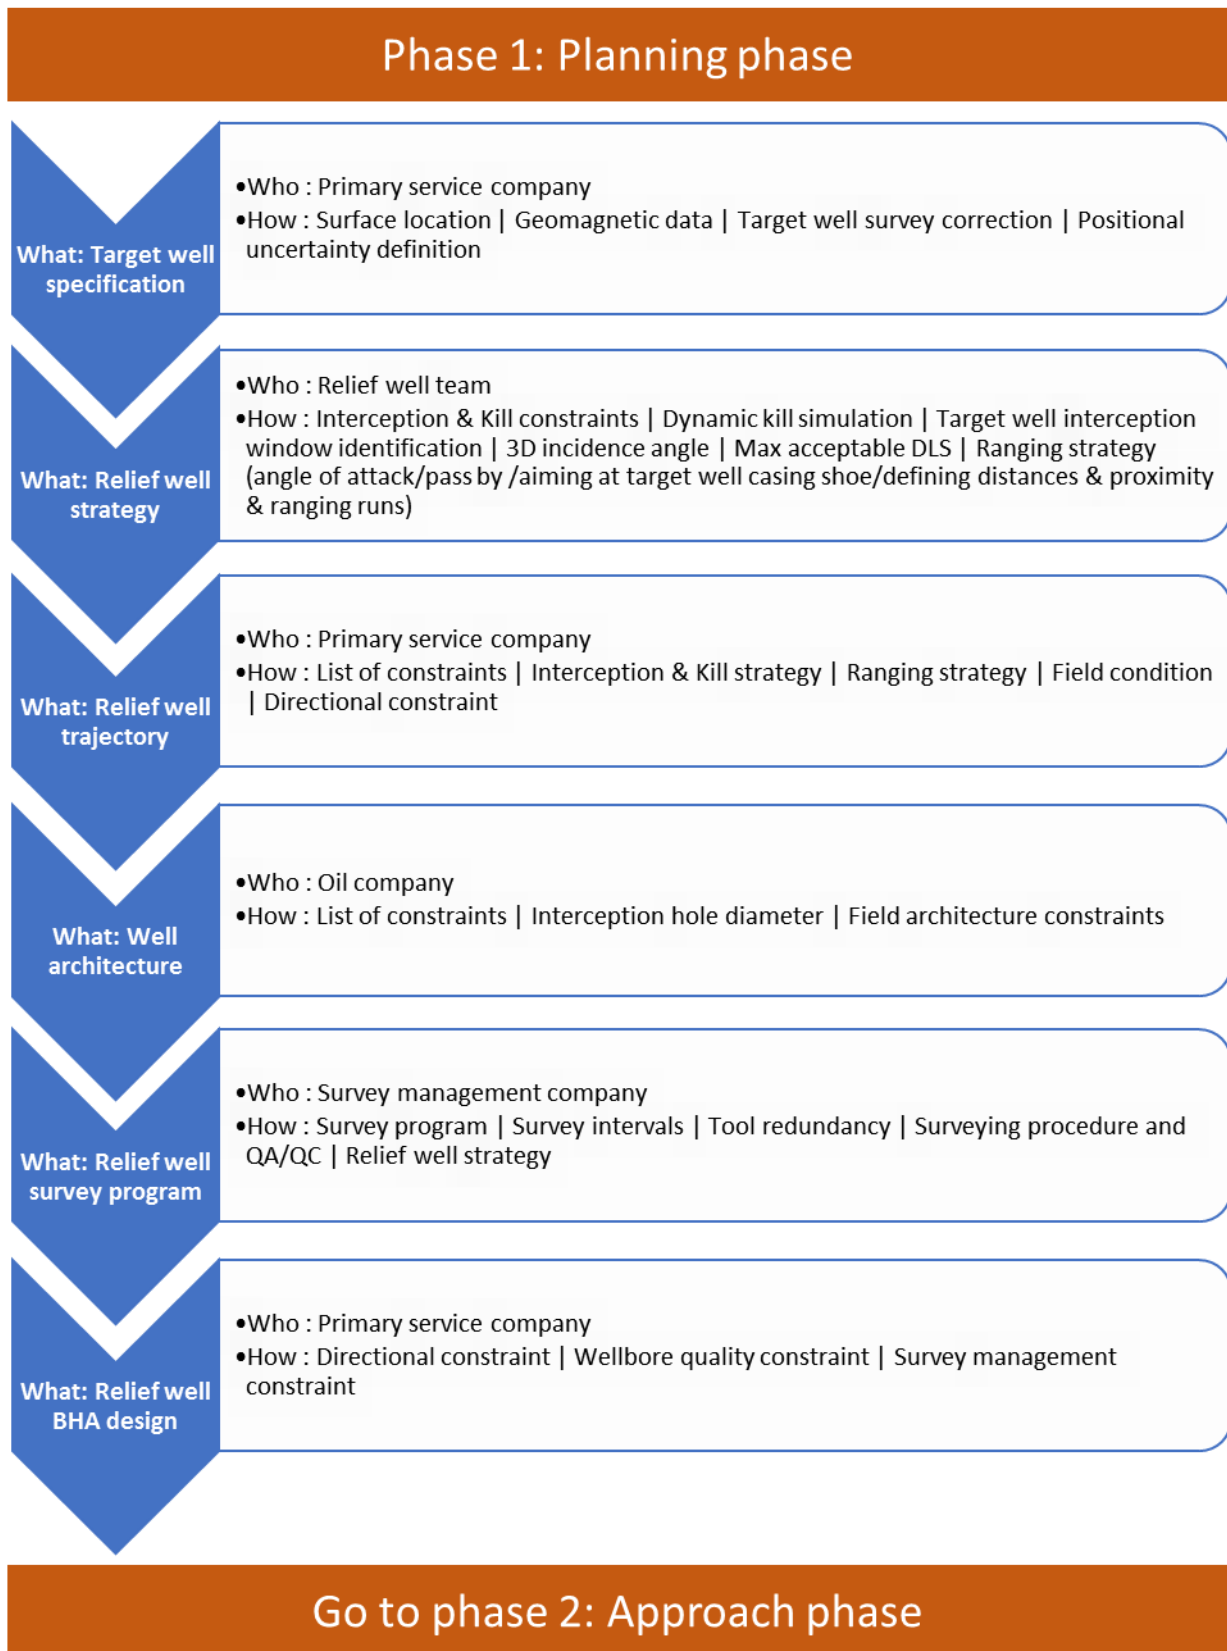 Phase 1: Planning phase
What: Target well
specification
•Who : Primary service company
•How : Surface location | Geomagnetic data | Target well survey correction | Positional
uncertainty definition
What: Relief well
strategy
•Who : Relief well team
•How : Interception & Kill constraints | Dynamic kill simulation | Target well interception
window identification | 3D incidence angle | Max acceptable DLS | Ranging strategy
(angle of attack/pass by /aiming at target well casing shoe/defining distances & proximity
& ranging runs)
What: Relief well
trajectory
•Who : Primary service company
•How : List of constraints | Interception & Kill strategy | Ranging strategy | Field condition
| Directional constraint
What: Well
architecture
•Who : Oil company
•How : List of constraints | Interception hole diameter | Field architecture constraints
What: Relief well
survey program
•Who : Survey management company
•How : Survey program | Survey intervals | Tool redundancy | Surveying procedure and
QA/QC | Relief well strategy
What: Relief well
BHA design
•Who : Primary service company
•How : Directional constraint | Wellbore quality constraint | Survey management
constraint
Go to phase 2: Approach phase